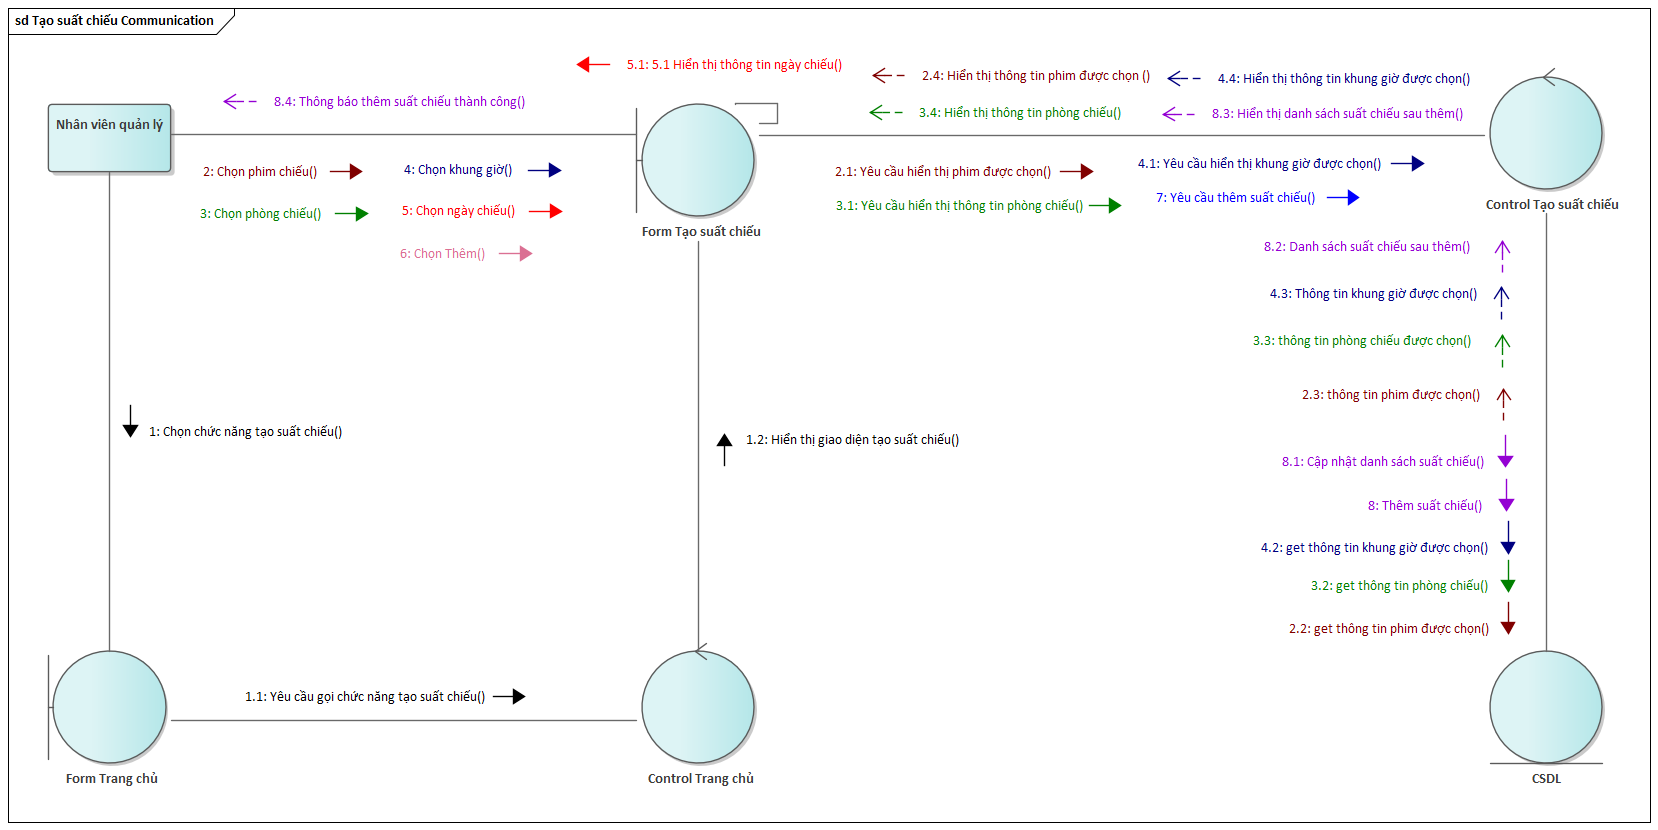 sd Tạo suất chiếu Communication
5.1: 5.1 Hiển thị thông tin ngày chiếu()
2.4: Hiển thị thông tin phim được chọn ()
4.4: Hiển thị thông tin khung giờ được chọn()
8.4: Thông báo thêm suất chiếu thành công()
3.4: Hiển thị thông tin phòng chiếu()
8.3: Hiển thị danh sách suất chiếu sau thêm()
Nhân viên quản lý
2: Chọn phim chiếu()
4: Chọn khung giờ()
2.1: Yêu cầu hiển thị phim được chọn()
4.1: Yêu cầu hiển thị khung giờ được chọn()
3: Chọn phòng chiếu()
5: Chọn ngày chiếu()
3.1: Yêu cầu hiển thị thông tin phòng chiếu()
7: Yêu cầu thêm suất chiếu()
Control Tạo suất chiếu
Form Tạo suất chiếu
6: Chọn Thêm()
8.2: Danh sách suất chiếu sau thêm()
4.3: Thông tin khung giờ được chọn()
3.3: thông tin phòng chiếu được chọn()
2.3: thông tin phim được chọn()
1: Chọn chức năng tạo suất chiếu()
1.2: Hiển thị giao diện tạo suất chiếu()
8.1: Cập nhật danh sách suất chiếu()
8: Thêm suất chiếu()
4.2: get thông tin khung giờ được chọn()
3.2: get thông tin phòng chiếu()
2.2: get thông tin phim được chọn()
1.1: Yêu cầu gọi chức năng tạo suất chiếu()
Form Trang chủ
Control Trang chủ
CSDL